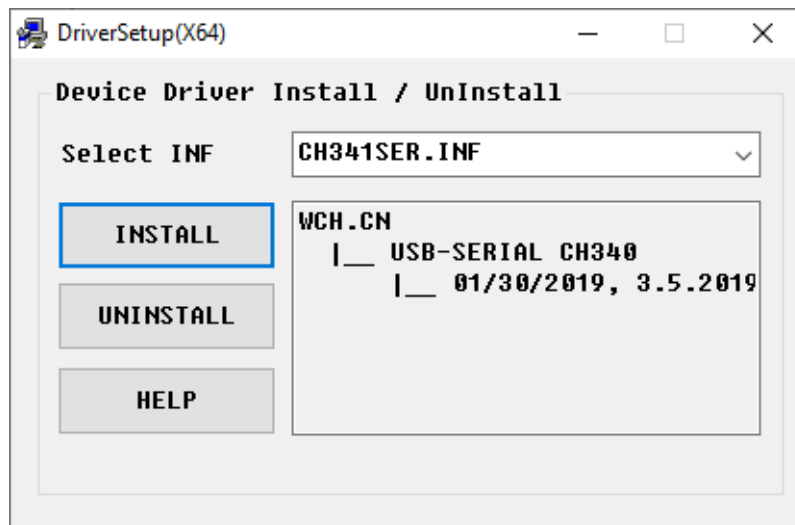 DriverSetup(X64)
Device Driver Install / UnInstall
Select INF
CH341SER.INF
INSTALL
UNINSTALL
HELP
WCH.CN
|__ USB-SERIAL CH340
|__ 01/30/2019, 3.5.2019